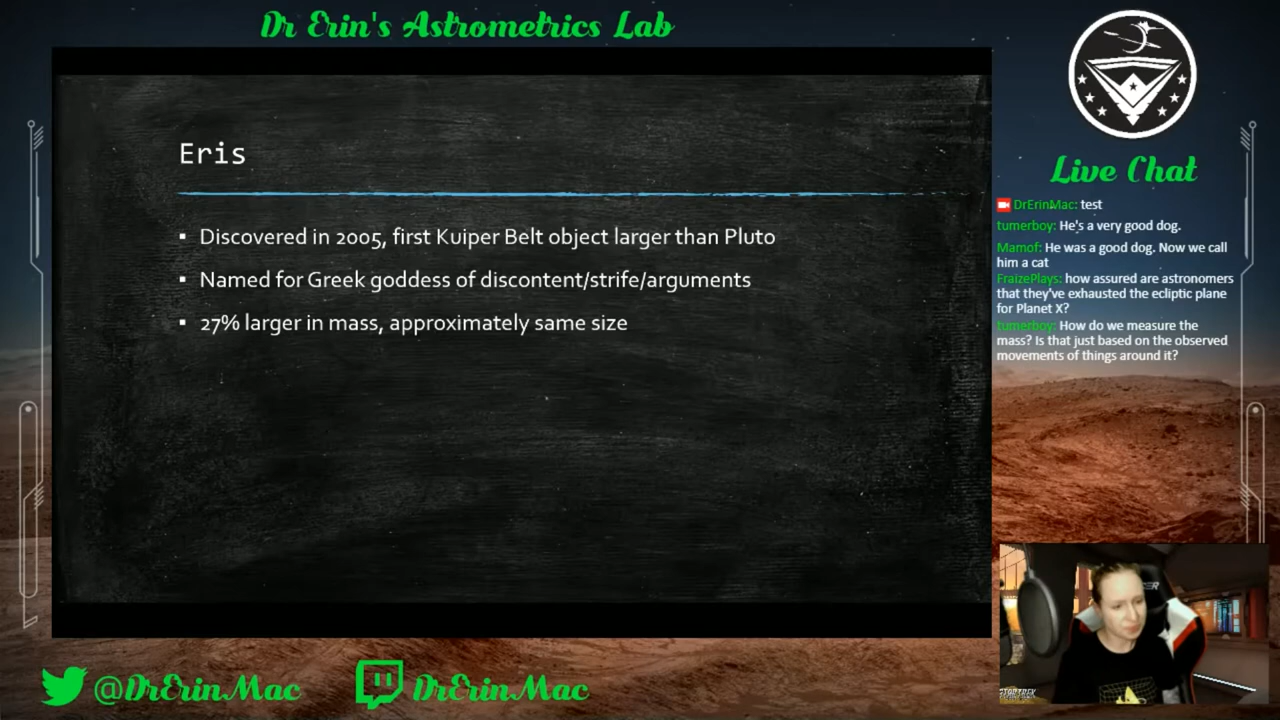 Dr Erin's Astrometrics Lab
Eris
▪ Discovered in 2005, first Kuiper Belt object larger than Pluto
▪ Named for Greek goddess of discontent/strife/arguments
▪ 27% larger in mass, approximately same size
Live Chat
DrErinMac: test
tumerboy: He's a very good dog.
Mamof: He was a good dog. Now we call
him a cat
FraizePlays: how assured are astronomers
that they've exhausted the ecliptic plane
for Planet X?
tumerboy: How do we measure the
mass? Is that just based on the observed
movements of things around it?
@DrErinMac
DrErinMac
STAR TREK